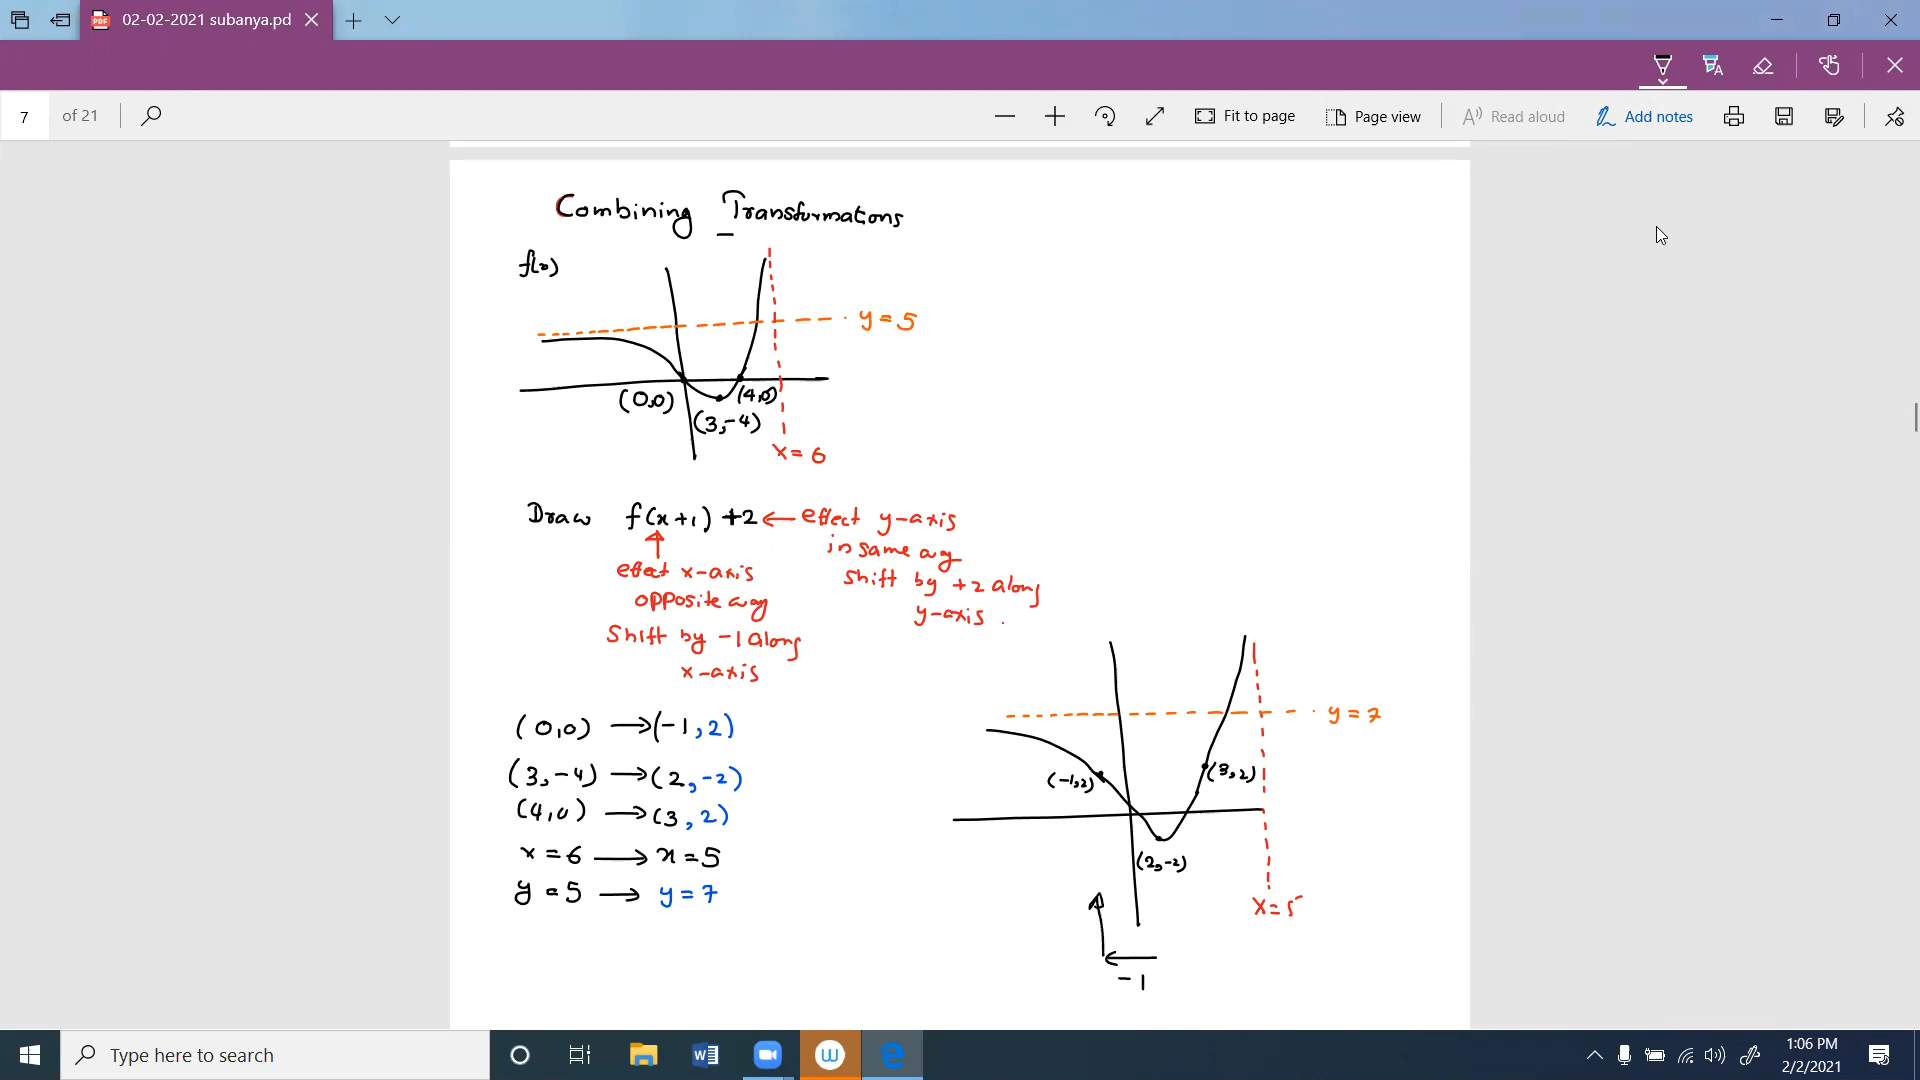 02-02-2021 subanya.pd
7 of 21
Fit to page
Page view
Read aloud
Add notes
Combining Transformations
f(x)
y = 5
(0,0)
(4,0)
(3,-4)
x = 6
Draw f(x+1) +2 ← effect y-axis
in same way
shift by +2 along
y-axis.
effect x-axis
opposite way
Shift by -1 along
x-axis
(0,0) → (-1,2)
(3,-4) → (2,-2)
(4,0) → (3,2)
x = 6 → x = 5
y = 5 → y = 7
y = 7
(-1,2)
(3,2)
(2,-2)
x = 5
-1
Type here to search
1:06 PM
2/2/2021